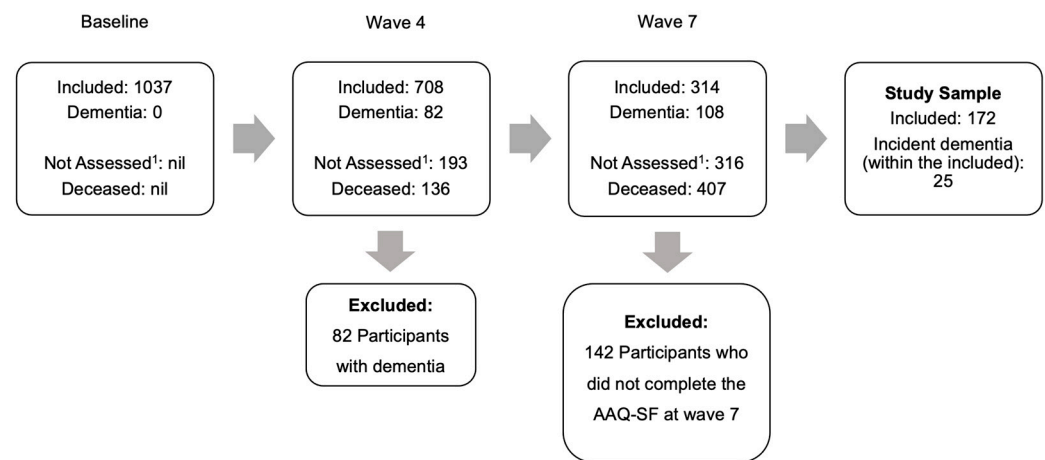 Baseline
Wave 4
Wave 7
Included: 1037
Dementia: 0
Not Assessed¹: nil
Deceased: nil
Included: 708
Dementia: 82
Not Assessed¹: 193
Deceased: 136
Included: 314
Dementia: 108
Not Assessed¹: 316
Deceased: 407
Study Sample
Included: 172
Incident dementia
(within the included):
25
Excluded:
82 Participants
with dementia
Excluded:
142 Participants who
did not complete the
AAQ-SF at wave 7